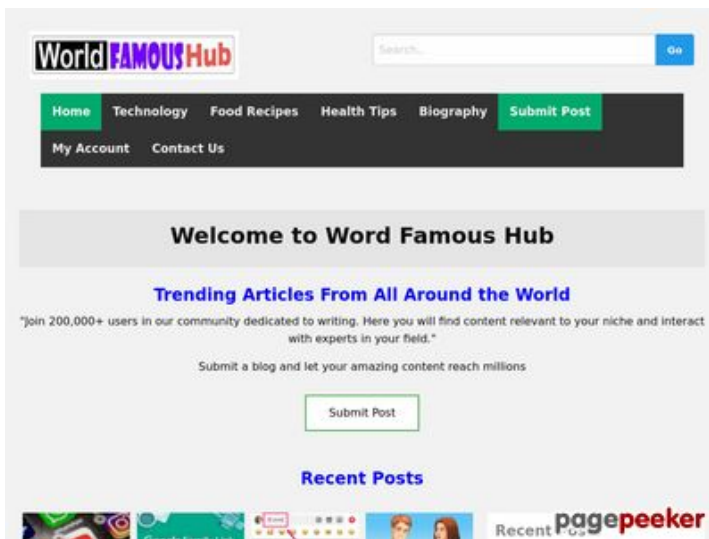 World FAMOUS Hub
Search..
Go
Home Technology Food Recipes Health Tips Biography Submit Post
My Account Contact Us
Welcome to Word Famous Hub
Trending Articles From All Around the World
"Join 200,000+ users in our community dedicated to writing. Here you will find content relevant to your niche and interact
with experts in your field."
Submit a blog and let your amazing content reach millions
Submit Post
Recent Posts
Recent
pagepeeker